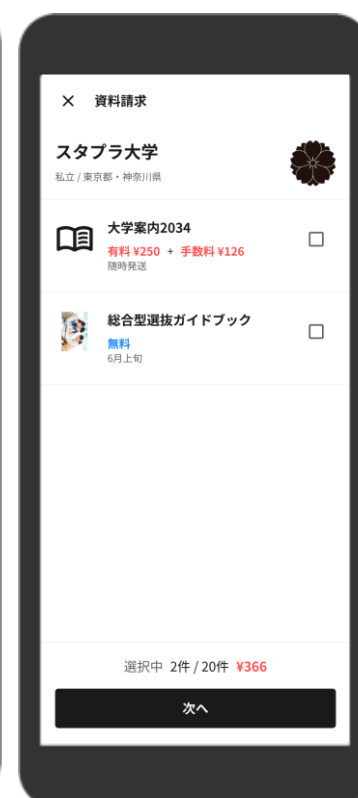 資料請求
スタプラ大学
私立 / 東京都・神奈川県
大学案内2034
有料 ¥250 + 手数料 ¥126
随時発送
総合型選抜ガイドブック
無料
6月上旬
選択中 2件 / 20件 ¥366
次へ